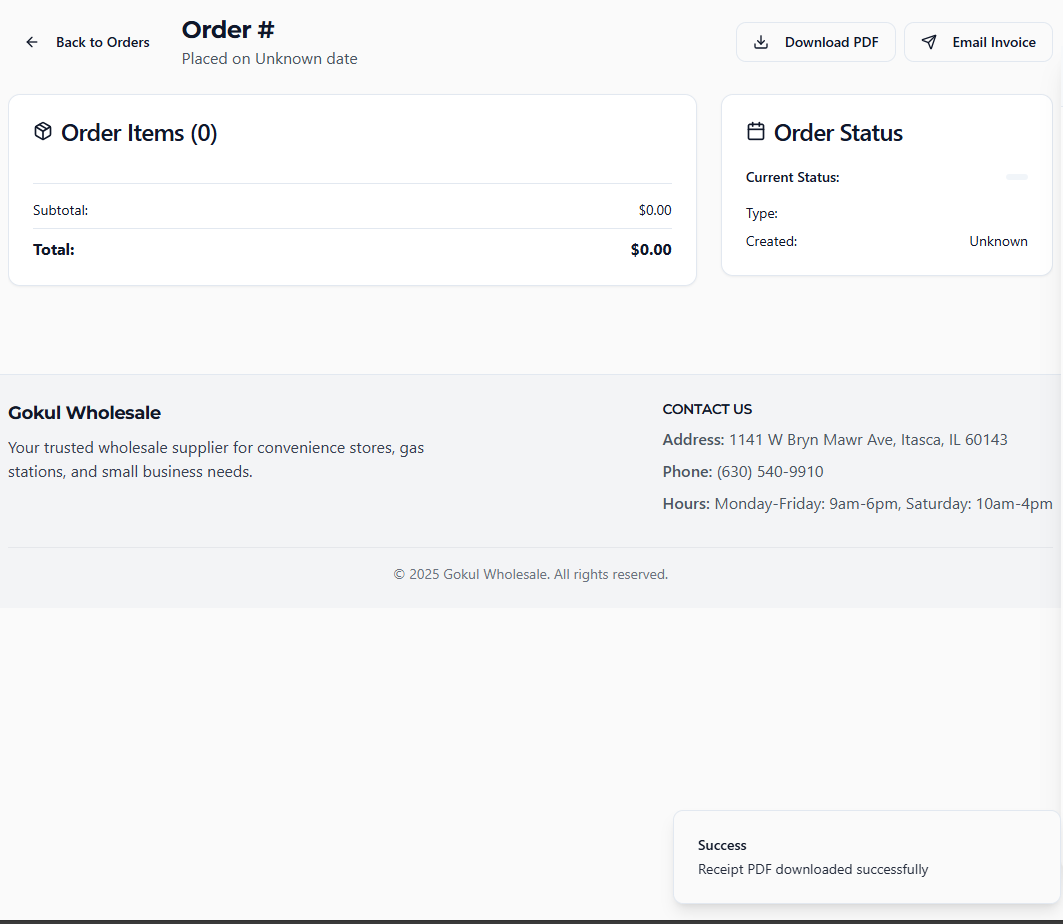 Back to Orders
Order #
Placed on Unknown date
Download PDF
Email Invoice
Order Items (0)
Subtotal: $0.00
Total: $0.00
Order Status
Current Status:
Type:
Created: Unknown
Gokul Wholesale
Your trusted wholesale supplier for convenience stores, gas
stations, and small business needs.
CONTACT US
Address: 1141 W Bryn Mawr Ave, Itasca, IL 60143
Phone: (630) 540-9910
Hours: Monday-Friday: 9am-6pm, Saturday: 10am-4pm
© 2025 Gokul Wholesale. All rights reserved.
Success
Receipt PDF downloaded successfully